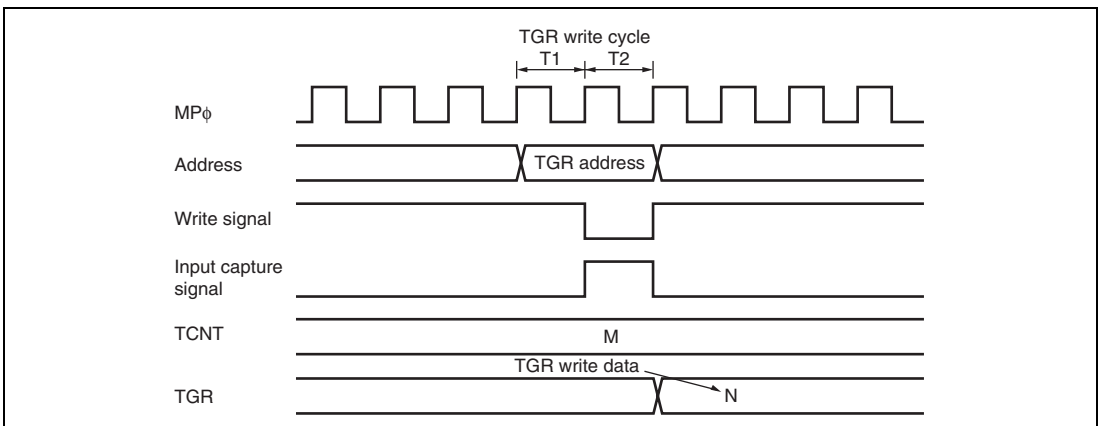 TGR write cycle
T1 T2
MPϕ
Address
TGR address
Write signal
Input capture
signal
TCNT
M
TGR write data
TGR
N